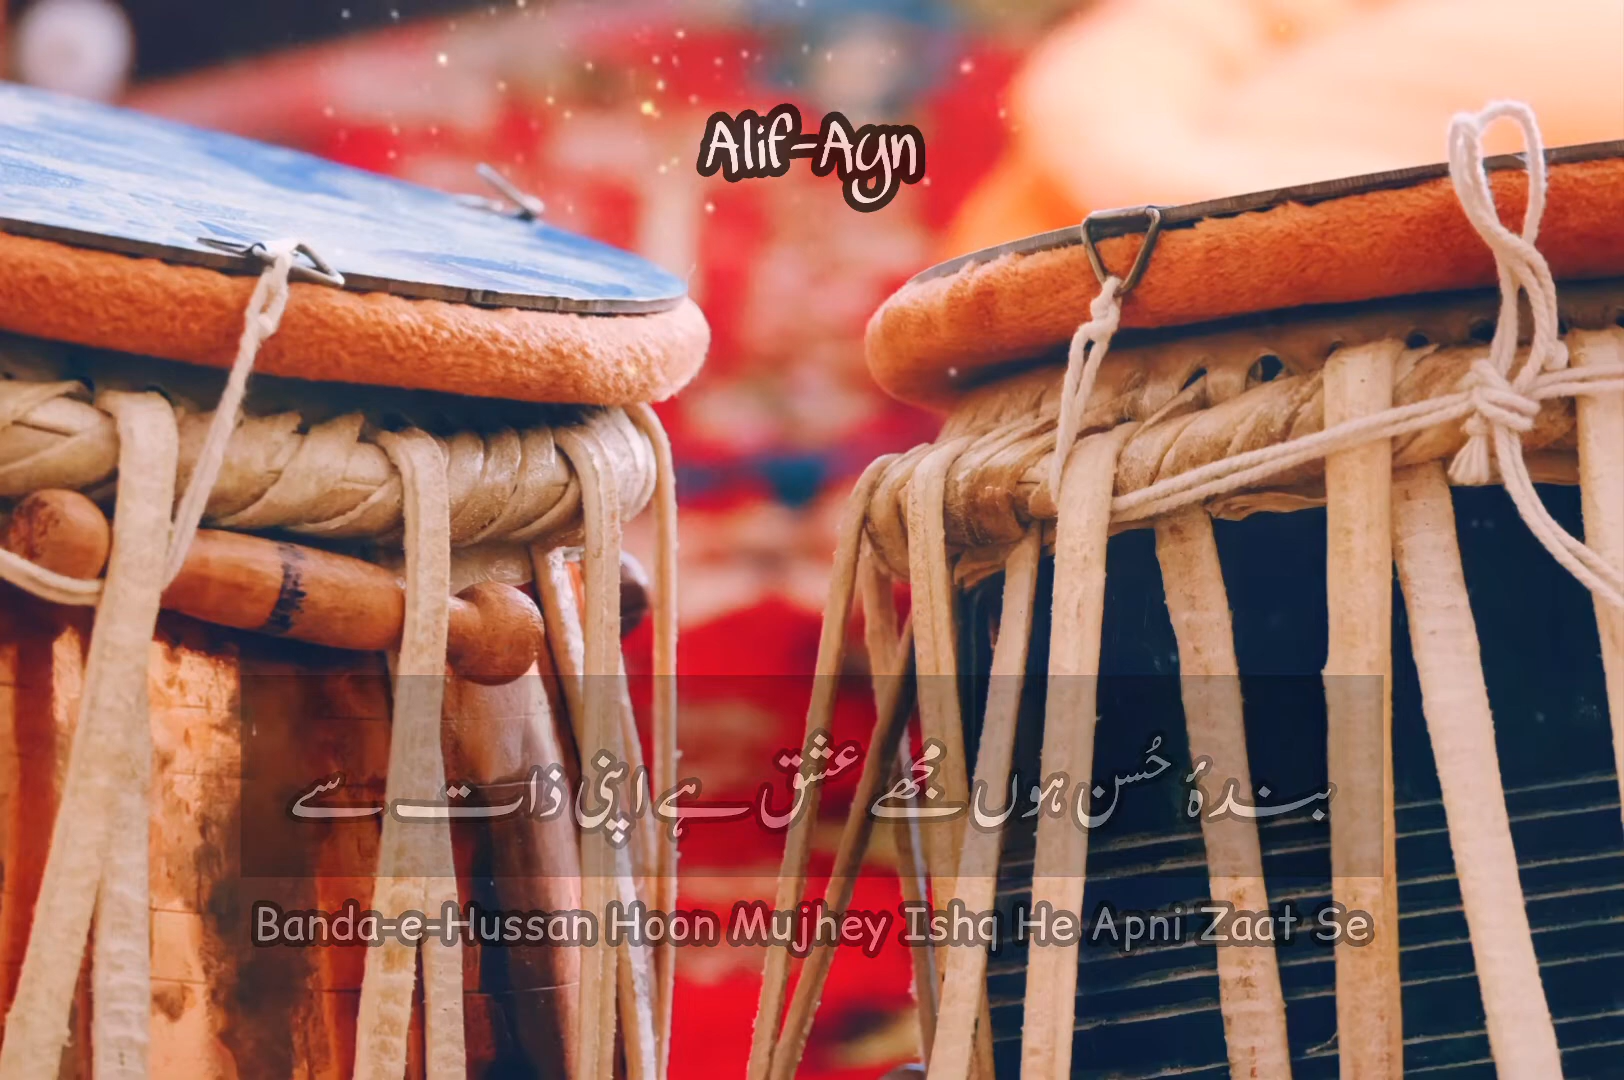 Alif-Agn
بندۂ حُسن ہوں مجھے عشق ہے اپنی ذات سے
Banda-e-Hussan Hoon Mujhey Ishq He Apni Zaat Se